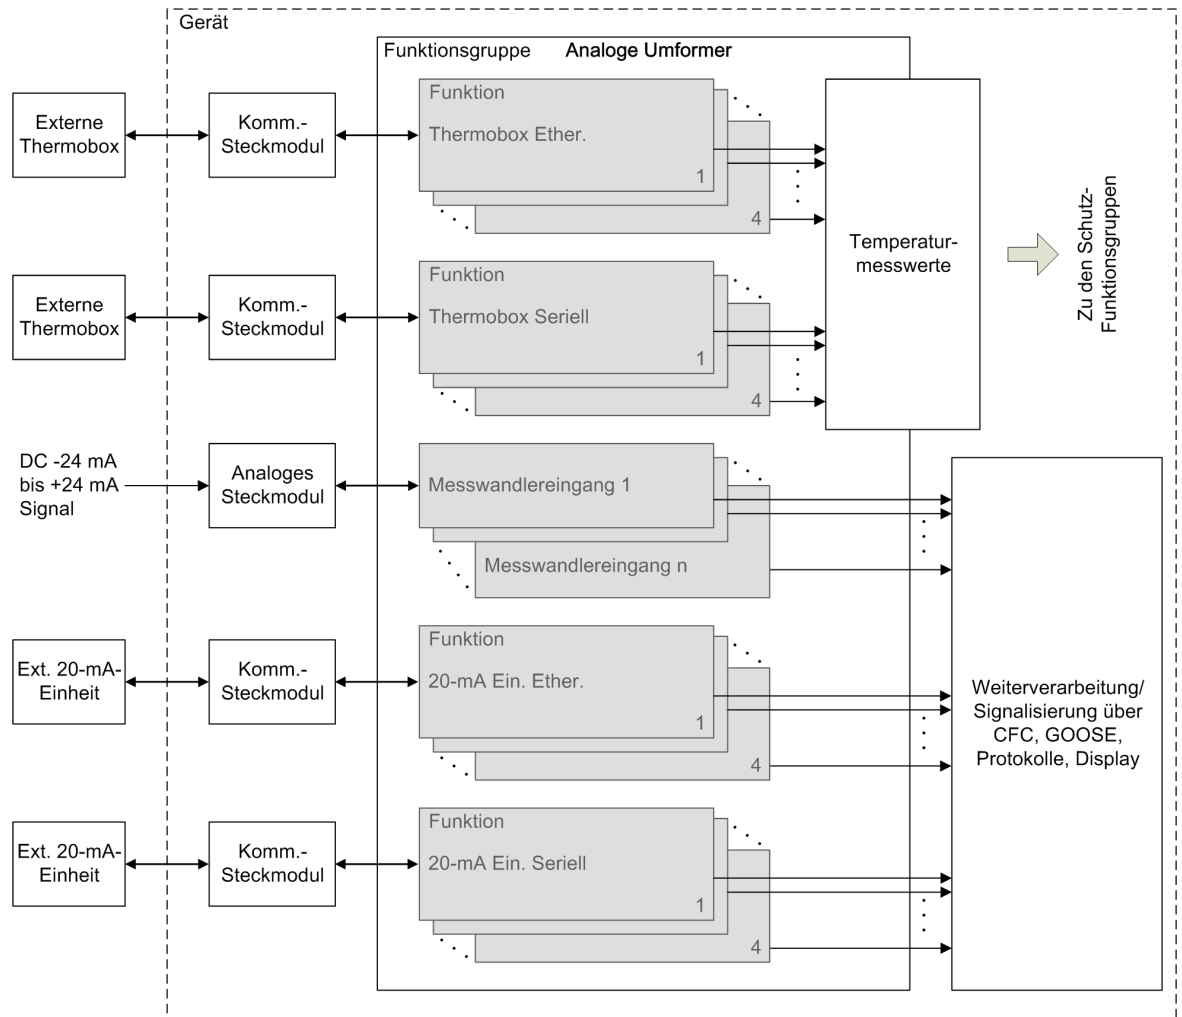 Gerät
Funktionsgruppe Analoge Umformer
Externe
Thermobox
Komm.-
Steckmodul
Funktion
Thermobox Ether.
1
4
Externe
Thermobox
Komm.-
Steckmodul
Funktion
Thermobox Seriell
1
4
Temperatur-
messwerte
Zu den Schutz-
Funktionsgruppen
DC -24 mA
bis +24 mA
Signal
Analoges
Steckmodul
Messwandlereingang 1
Messwandlereingang n
Ext. 20-mA-
Einheit
Komm.-
Steckmodul
Funktion
20-mA Ein. Ether.
1
4
Ext. 20-mA-
Einheit
Komm.-
Steckmodul
Funktion
20-mA Ein. Seriell
1
4
Weiterverarbeitung/
Signalisierung über
CFC, GOOSE,
Protokolle, Display